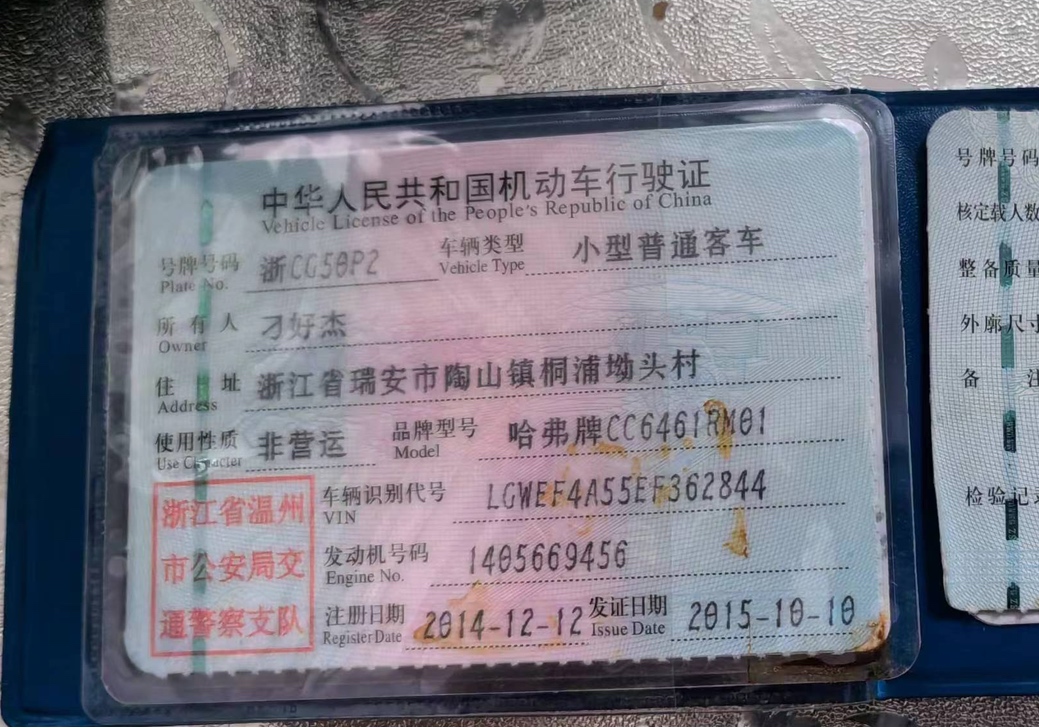 中华人民共和国机动车行驶证
Vehicle License of the People's Republic of China
号牌号码 浙CG50P2 车辆类型 小型普通客车
Plate No. Vehicle Type
所有人 刁好杰
Owner
住址 浙江省瑞安市陶山镇桐浦坳头村
Address
使用性质 非营运 品牌型号 哈弗牌CC6461RM01
Use Character Model
浙江省温州
市公安局交
通警察支队
车辆识别代号 LGWEF4A55EF362844
VIN
发动机号码 1405669456
Engine No.
注册日期 2014-12-12 发证日期 2015-10-10
Register Date Issue Date
号牌号码
核定载人数
整备质量
外廓尺寸
备 注
检验记录